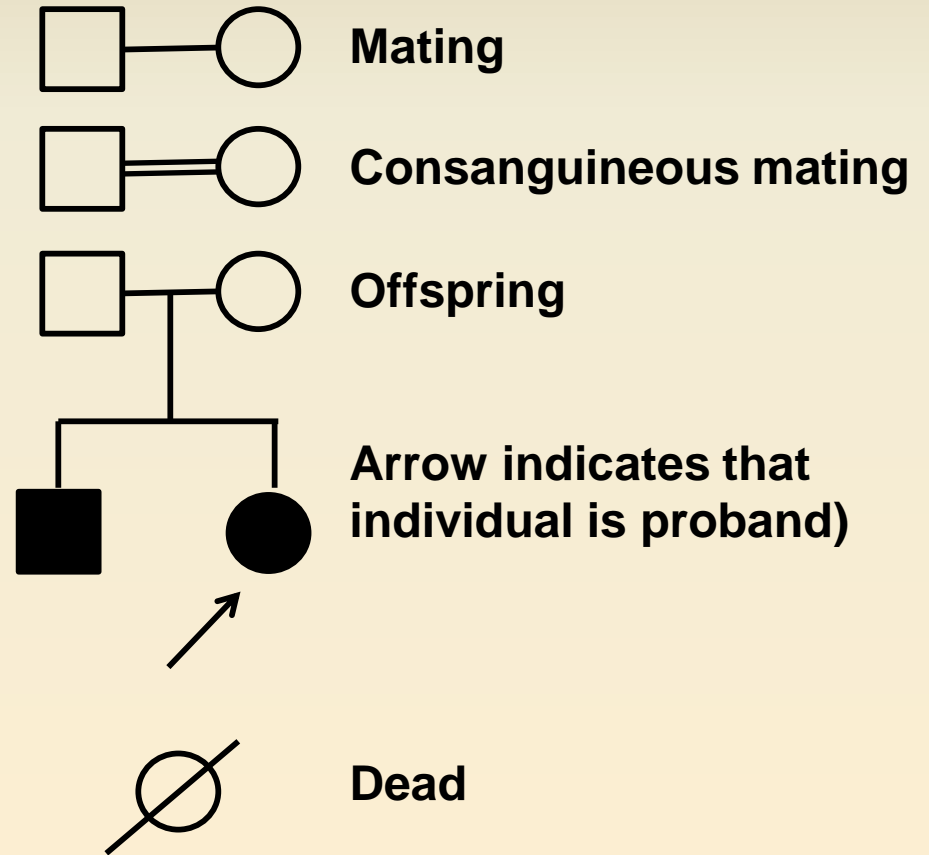 Mating
Consanguineous mating
Offspring
Arrow indicates that
individual is proband)
Dead